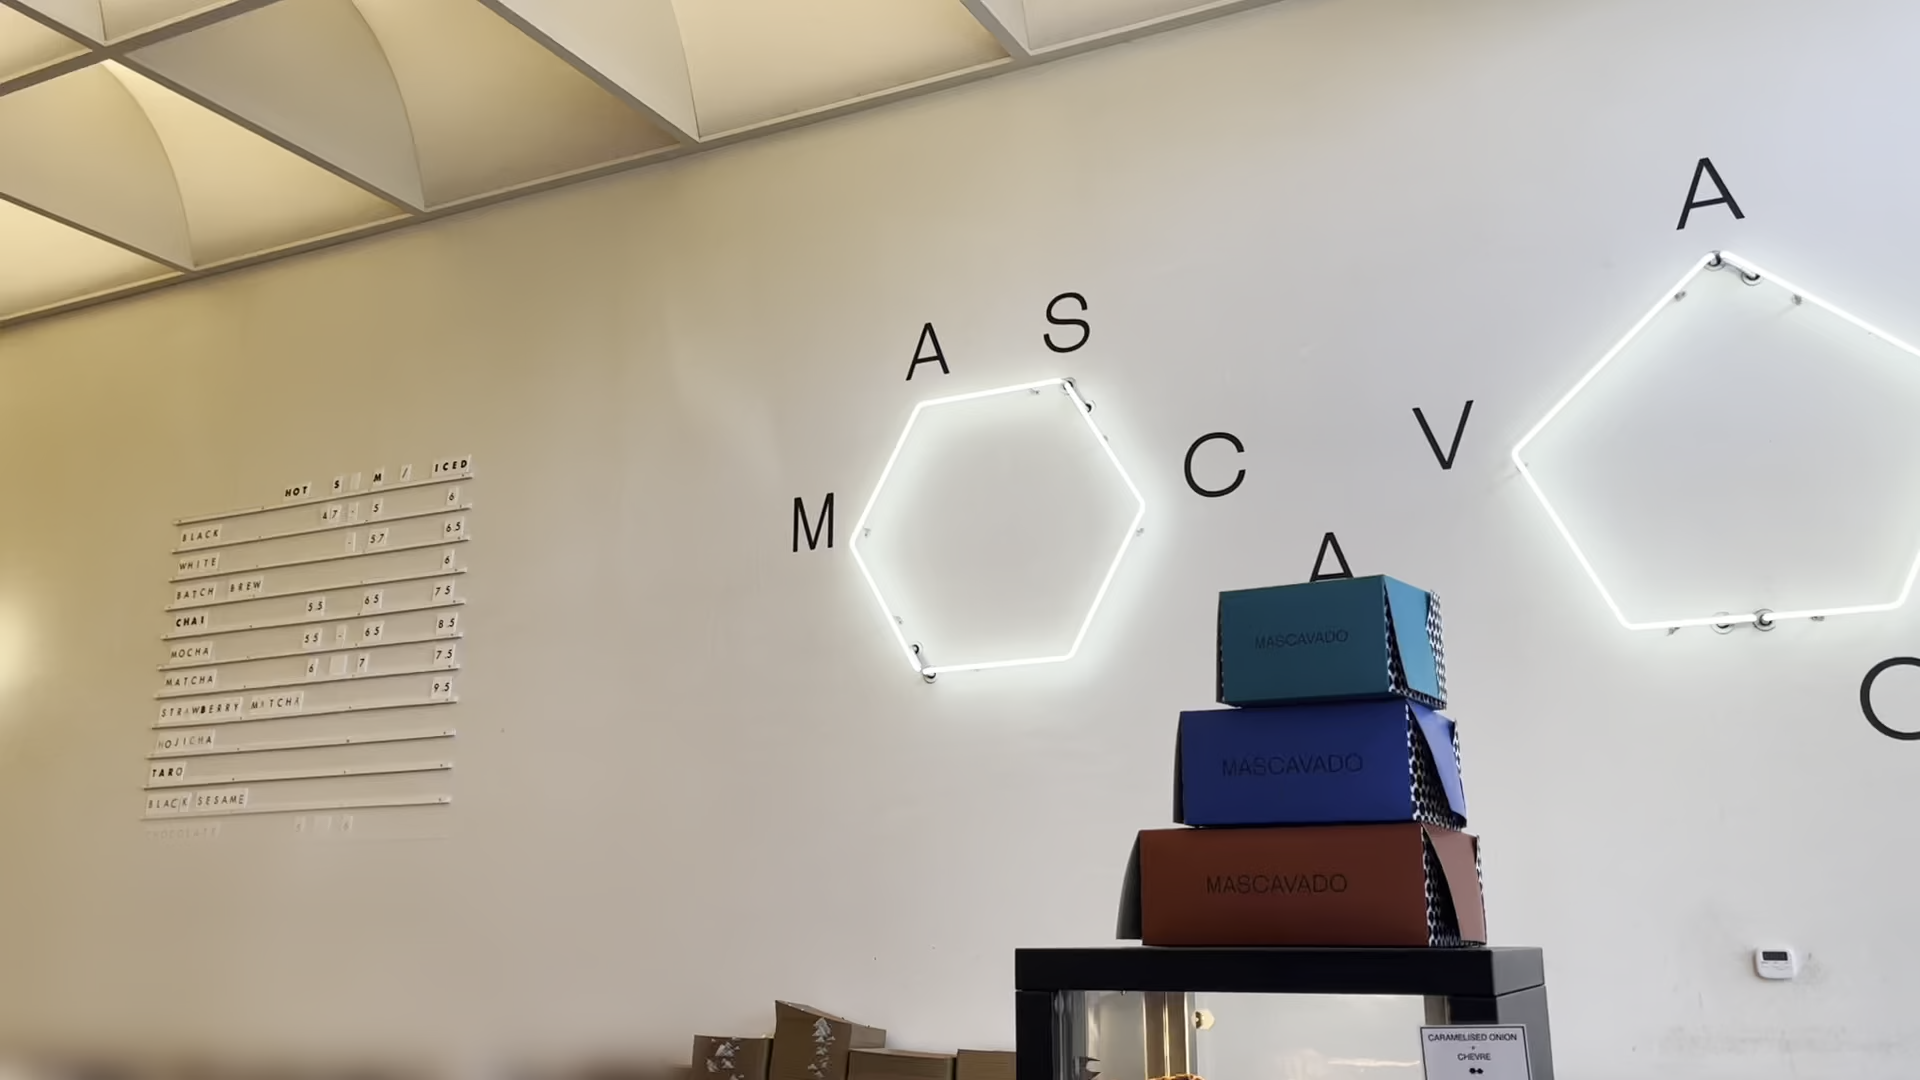 A
S
A
M
C
V
A
O
HOT S M / ICED
BLACK 4 7 - 5 6
WHITE - 5 7 6 5
BATCH BREW 6
CHAI 5 5 6 5 7 5
MOCHA 5 5 - 6 5 8 5
MATCHA 6 7 7 5
STRAWBERRY MATCHA 9 5
HOJICHA
TARO
BLACK SESAME
CHOCOLATE
MASCAVADO
MASCAVADO
MASCAVADO
CARAMELISED ONION
+
CHEVRE